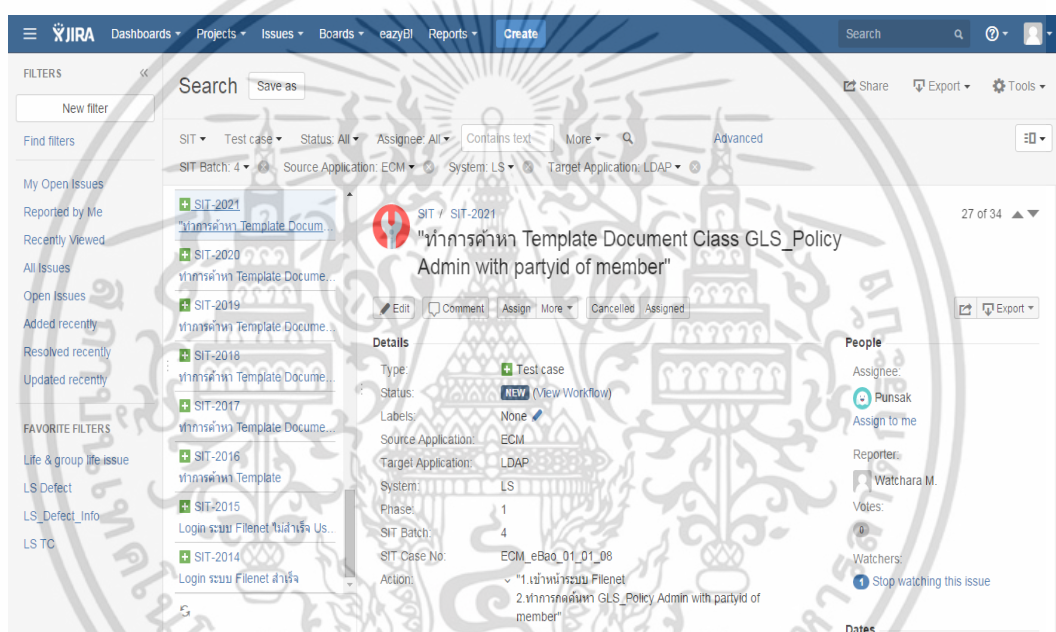 JIRA Dashboards Projects Issues Boards eazyBI Reports Create Search
FILTERS
New filter
Find filters
My Open Issues
Reported by Me
Recently Viewed
All Issues
Open Issues
Added recently
Resolved recently
Updated recently
FAVORITE FILTERS
Life & group life issue
LS Defect
LS_Defect_Info
LS TC
Search Save as
Share Export Tools
SIT Test case Status: All Assignee: All Contains text More Advanced
SIT Batch: 4 Source Application: ECM System: LS Target Application: LDAP
SIT-2021
"ทำการค้าหา Template Docum...
SIT-2020
ทำการค้าหา Template Docume...
SIT-2019
ทำการค้าหา Template Docume...
SIT-2018
ทำการค้าหา Template Docume...
SIT-2017
ทำการค้าหา Template Docume...
SIT-2016
ทำการค้าหา Template
SIT-2015
Login ระบบ Filenet ไม่สำเร็จ Us...
SIT-2014
Login ระบบ Filenet สำเร็จ
SIT / SIT-2021
27 of 34
"ทำการค้าหา Template Document Class GLS_Policy
Admin with partyid of member"
Edit Comment Assign More Cancelled Assigned
Export
Details
Type: Test case
Status: NEW (View Workflow)
Labels: None
Source Application: ECM
Target Application: LDAP
System: LS
Phase: 1
SIT Batch: 4
SIT Case No: ECM_eBao_01_01_08
Action: "1.เข้าหน้าระบบ Filenet
2.ทำการกดค้นหา GLS_Policy Admin with partyid of
member"
People
Assignee:
Punsak
Assign to me
Reporter:
Watchara M.
Votes:
0
Watchers:
1 Stop watching this issue
Dates